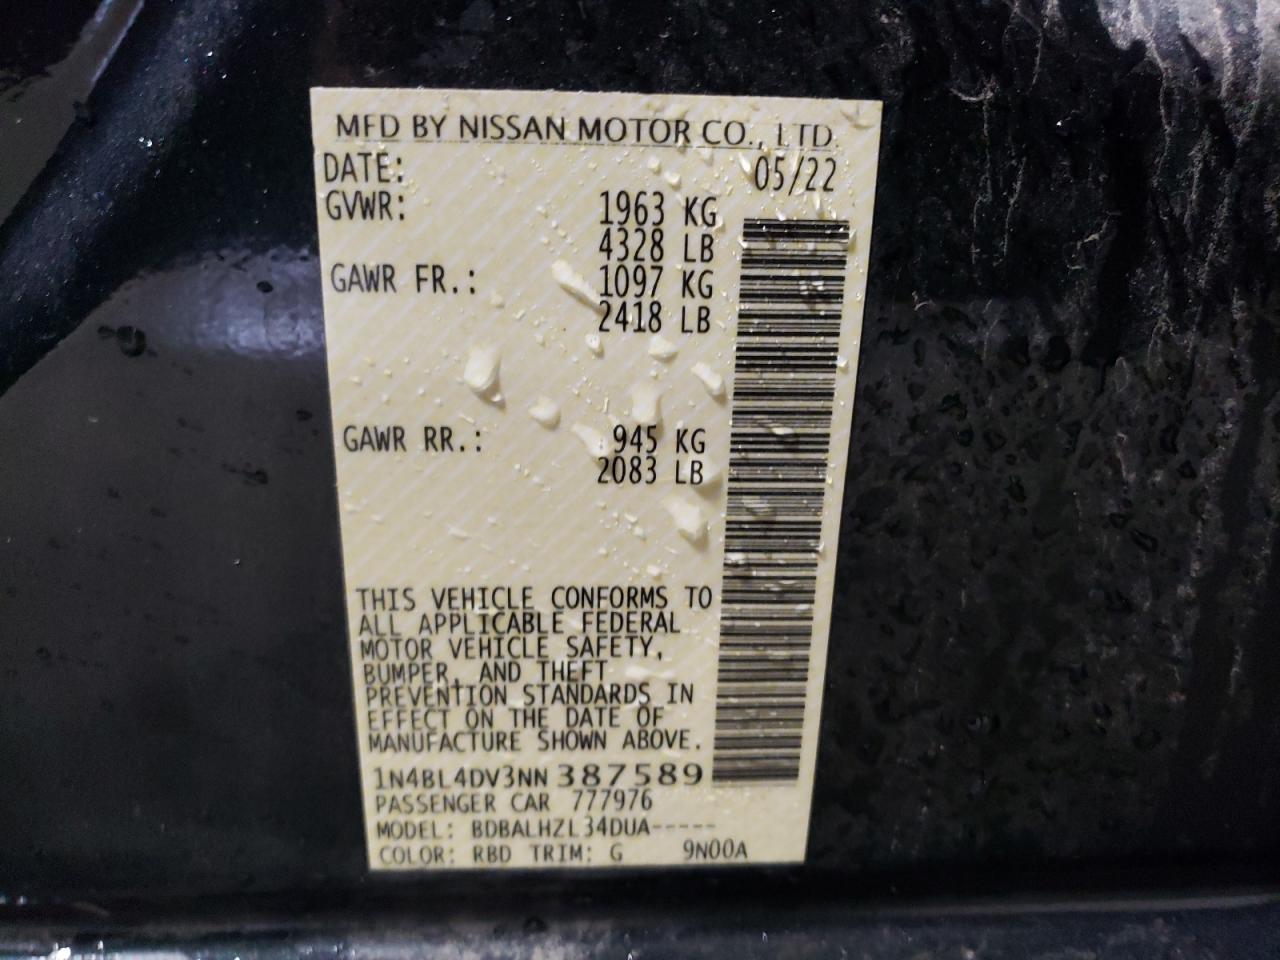 MFD BY NISSAN MOTOR CO., LTD.
DATE: 05/22
GVWR: 1963 KG
4328 LB
GAWR FR.: 1097 KG
2418 LB
GAWR RR.: 945 KG
2083 LB
THIS VEHICLE CONFORMS TO
ALL APPLICABLE FEDERAL
MOTOR VEHICLE SAFETY,
BUMPER, AND THEFT
PREVENTION STANDARDS IN
EFFECT ON THE DATE OF
MANUFACTURE SHOWN ABOVE.
1N4BL4DV3NN387589
PASSENGER CAR 777976
MODEL: BDBALHZL34DUA-----
COLOR: RBD TRIM: G 9N00A